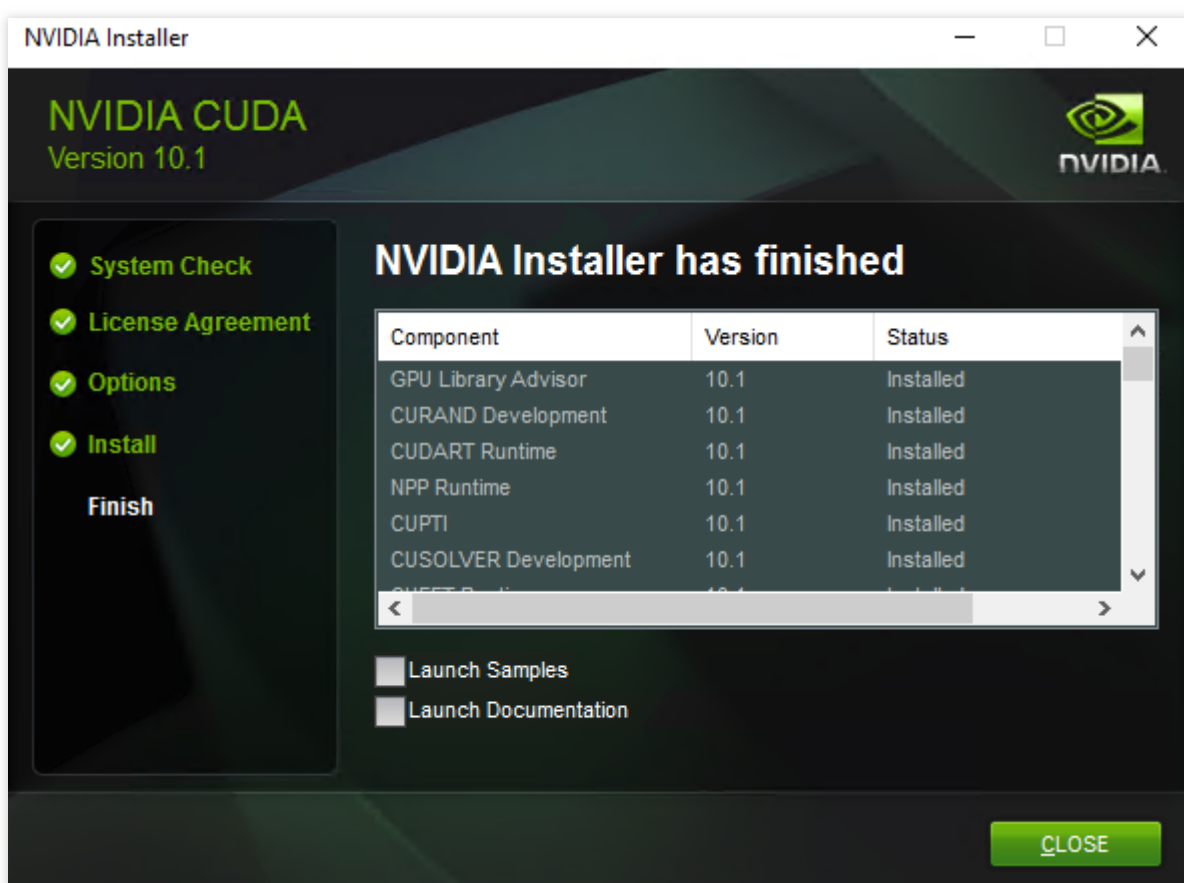 NVIDIA Installer
NVIDIA CUDA
Version 10.1
NVIDIA.
System Check
License Agreement
Options
Install
Finish
NVIDIA Installer has finished
Component Version Status
GPU Library Advisor 10.1 Installed
CURAND Development 10.1 Installed
CUDART Runtime 10.1 Installed
NPP Runtime 10.1 Installed
CUPTI 10.1 Installed
CUSOLVER Development 10.1 Installed
Launch Samples
Launch Documentation
CLOSE